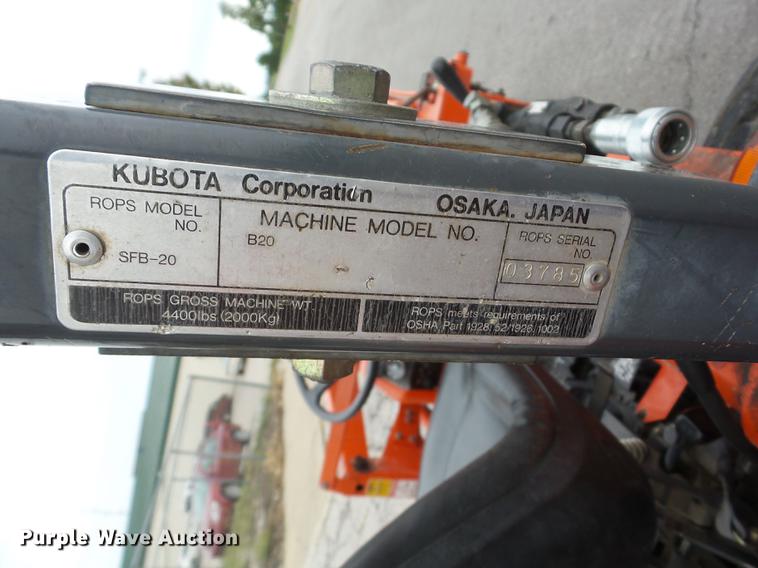 KUBOTA Corporation OSAKA. JAPAN
ROPS MODEL NO.
SFB-20
MACHINE MODEL NO.
B20
ROPS SERIAL NO.
03785
ROPS GROSS MACHINE WT.
4400lbs (2000Kg)
ROPS meets requirements of
OSHA Part 1928, 52/1926, 1002
Purple Wave Auction